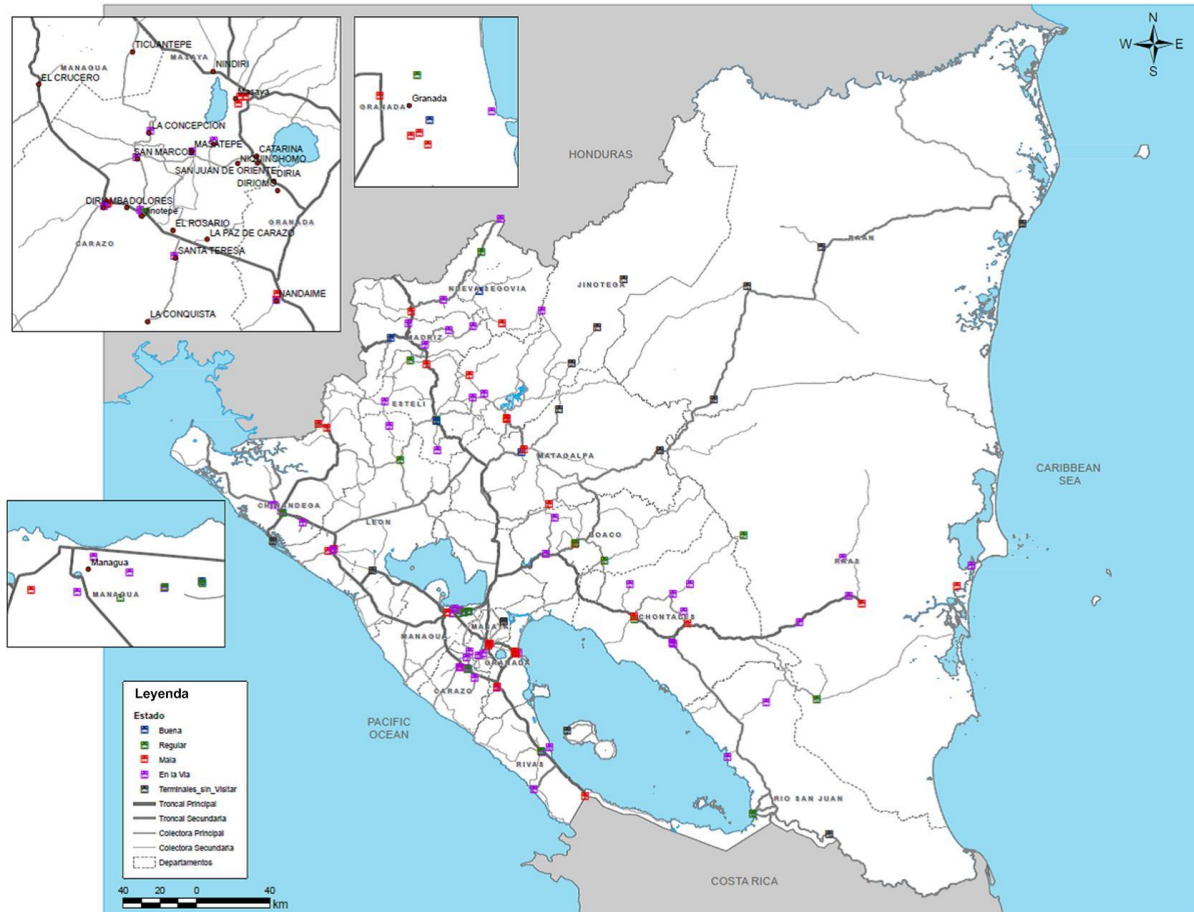 N
W E
S
TICUANTEPE
MANAGUA
MASAYA
NINDIRI
EL CRUCERO
Masaya
LA CONCEPCION
MASATEPE
SAN MARCOS
CATARINA
NIQUINOHOMO
SAN JUAN DE ORIENTE
DIRIA
DIRIOMO
DIRIAMBA
DOLORES
Jinotepe
EL ROSARIO
GRANADA
LA PAZ DE CARAZO
CARAZO
SANTA TERESA
NANDAIME
LA CONQUISTA
Granada
GRANADA
HONDURAS
RAAN
JINOTEGA
NUEVA SEGOVIA
MADRIZ
ESTELI
MATAGALPA
CARIBBEAN
SEA
CHINANDEGA
LEON
BOACO
RAAS
Managua
MANAGUA
CHONTALES
MASAYA
MANAGUA
GRANADA
CARAZO
PACIFIC
OCEAN
RIVAS
RIO SAN JUAN
COSTA RICA
Leyenda
Estado
Buena
Regular
Mala
En la Via
Terminales_sin_Visitar
Troncal Principal
Troncal Secundaria
Colectora Principal
Colectora Secundaria
Departamentos
40 20 0 40
km